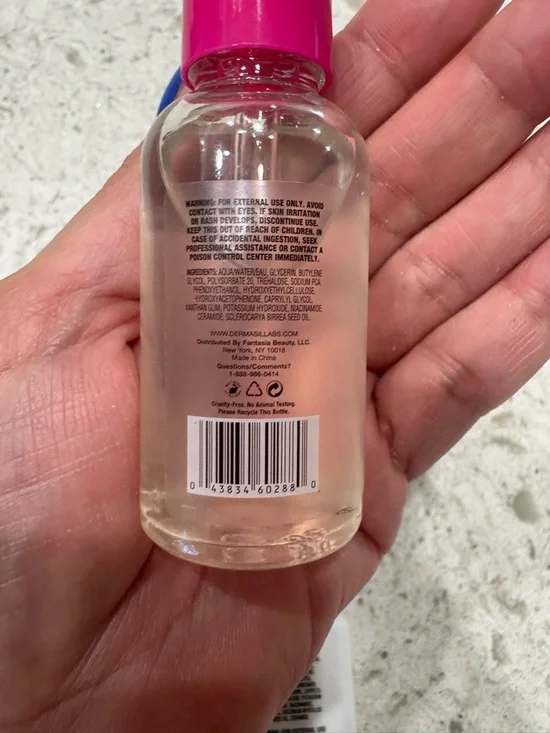 WARNING: FOR EXTERNAL USE ONLY. AVOID
CONTACT WITH EYES. IF SKIN IRRITATION
OR RASH DEVELOPS, DISCONTINUE USE.
KEEP THIS OUT OF REACH OF CHILDREN. IN
CASE OF ACCIDENTAL INGESTION, SEEK
PROFESSIONAL ASSISTANCE OR CONTACT A
POISON CONTROL CENTER IMMEDIATELY.
INGREDIENTS: AQUA/WATER/EAU, GLYCERIN, BUTYLENE
GLYCOL, POLYSORBATE 20, TREHALOSE, SODIUM PCA,
PHENOXYETHANOL, HYDROXYETHYLCELLULOSE,
HYDROXYACETOPHENONE, CAPRYLYL GLYCOL,
XANTHAN GUM, POTASSIUM HYDROXIDE, NIACINAMIDE,
CERAMIDE, SCLEROCARYA BIRREA SEED OIL.
WWW.DERMASILLABS.COM
Distributed By Fantasia Beauty, LLC.
New York, NY 10018
Made in China
Questions/Comments?
1-888-986-0414
Cruelty-Free. No Animal Testing.
Please Recycle This Bottle.
0 43834 60288 0